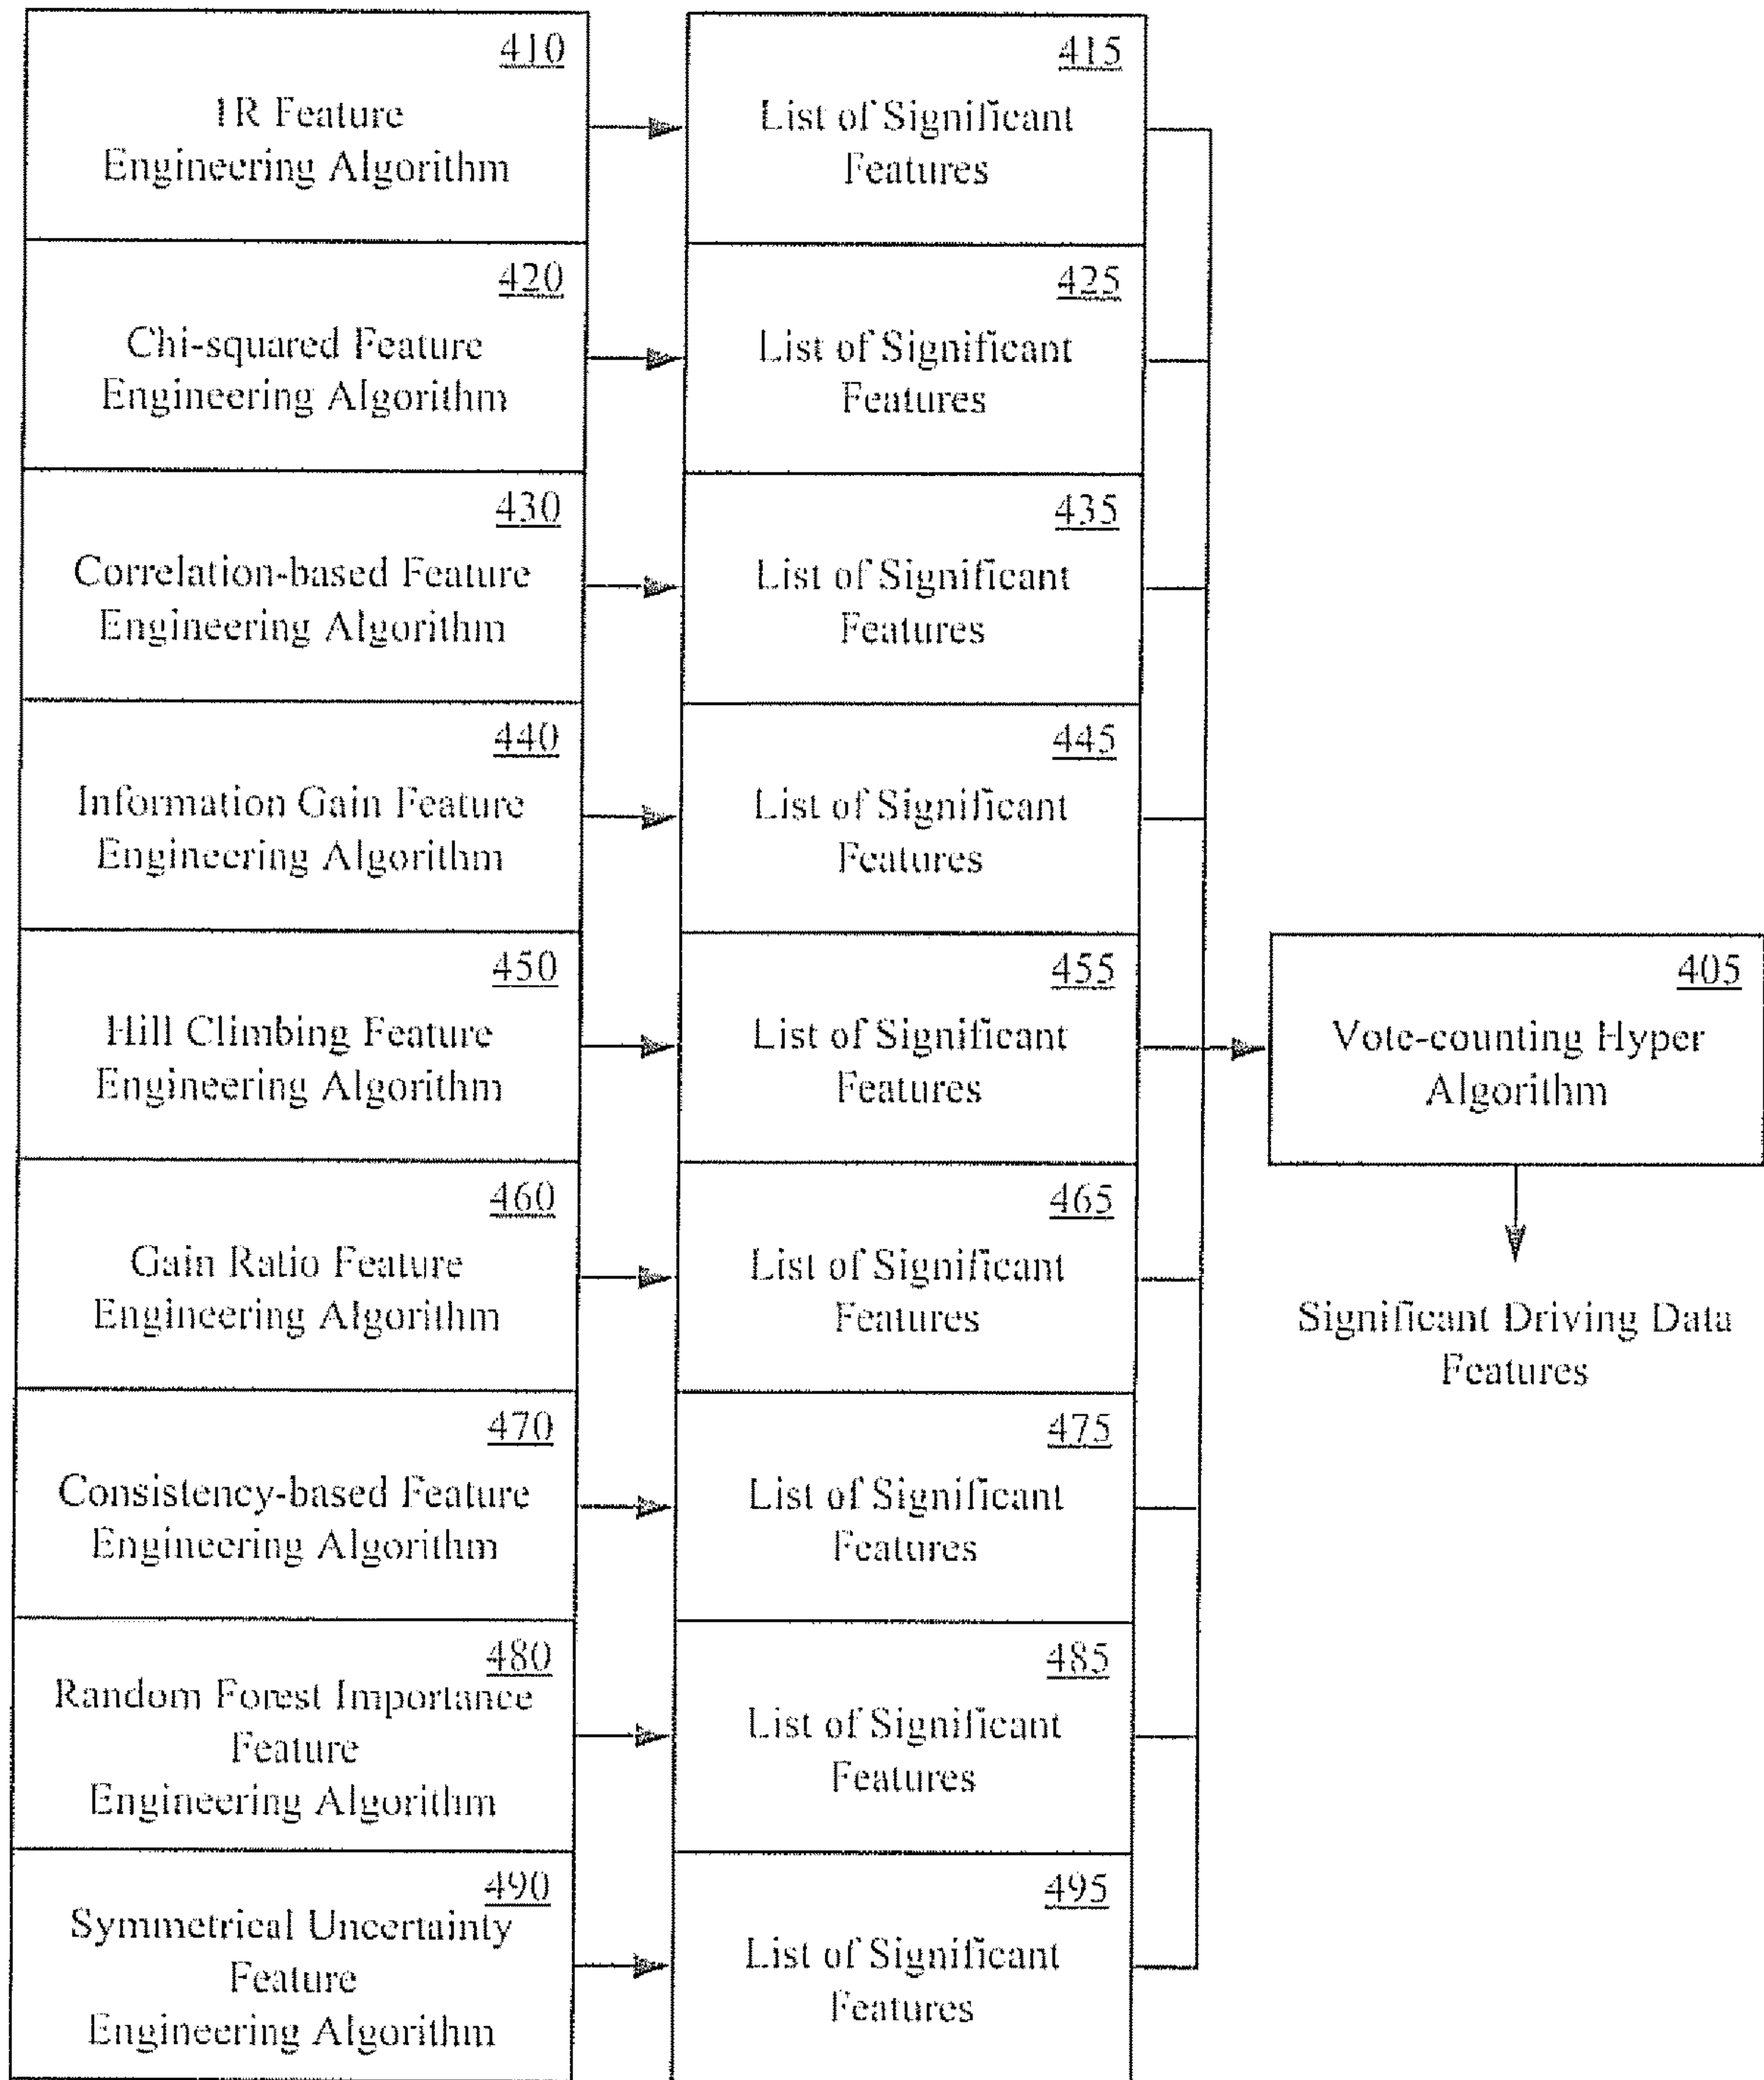 410
1R Feature
Engineering Algorithm
415
List of Significant
Features
420
Chi-squared Feature
Engineering Algorithm
425
List of Significant
Features
430
Correlation-based Feature
Engineering Algorithm
435
List of Significant
Features
440
Information Gain Feature
Engineering Algorithm
445
List of Significant
Features
450
Hill Climbing Feature
Engineering Algorithm
455
List of Significant
Features
405
Vote-counting Hyper
Algorithm
460
Gain Ratio Feature
Engineering Algorithm
465
List of Significant
Features
Significant Driving Data
Features
470
Consistency-based Feature
Engineering Algorithm
475
List of Significant
Features
480
Random Forest Importance
Feature
Engineering Algorithm
485
List of Significant
Features
490
Symmetrical Uncertainty
Feature
Engineering Algorithm
495
List of Significant
Features